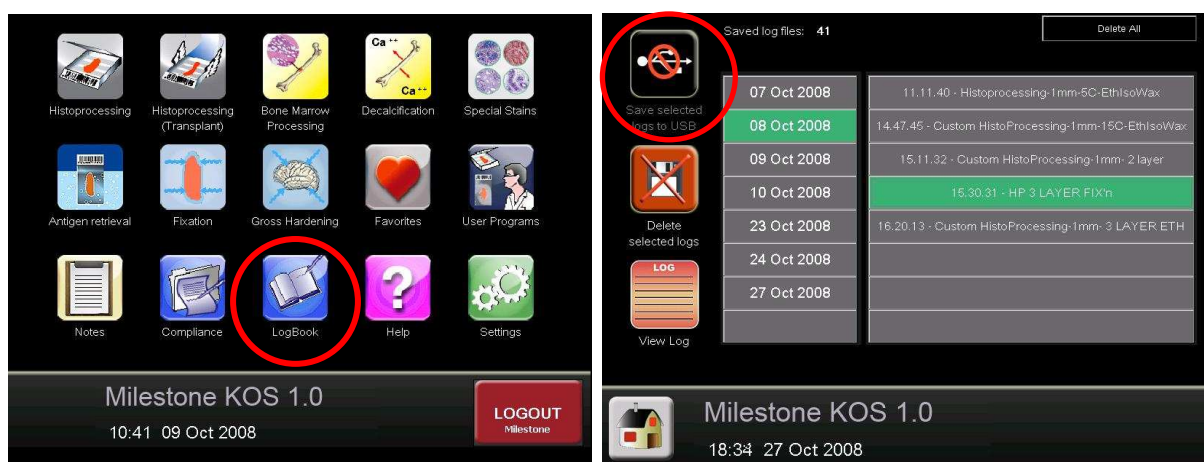 Histoprocessing
Histoprocessing
(Transplant)
Bone Marrow
Processing
Ca ++
Ca ++
Decalcification
Special Stains
Antigen retrieval
Fixation
Gross Hardening
Favorites
User Programs
Notes
Compliance
LogBook
?
Help
Settings
Milestone KOS 1.0
10:41 09 Oct 2008
LOGOUT
Milestone
Saved log files: 41
Delete All
Save selected
logs to USB
Delete
selected logs
LOG
View Log
07 Oct 2008
08 Oct 2008
09 Oct 2008
10 Oct 2008
23 Oct 2008
24 Oct 2008
27 Oct 2008
11.11.40 - Histoprocessing-1mm-5C-EthIsoWax
14.47.45 - Custom HistoProcessing-1mm-15C-EthIsoWax
15.11.32 - Custom HistoProcessing-1mm- 2 layer
15.30.31 - HP 3 LAYER FIX'n
16.20.13 - Custom HistoProcessing-1mm- 3 LAYER ETH
Milestone KOS 1.0
18:34 27 Oct 2008